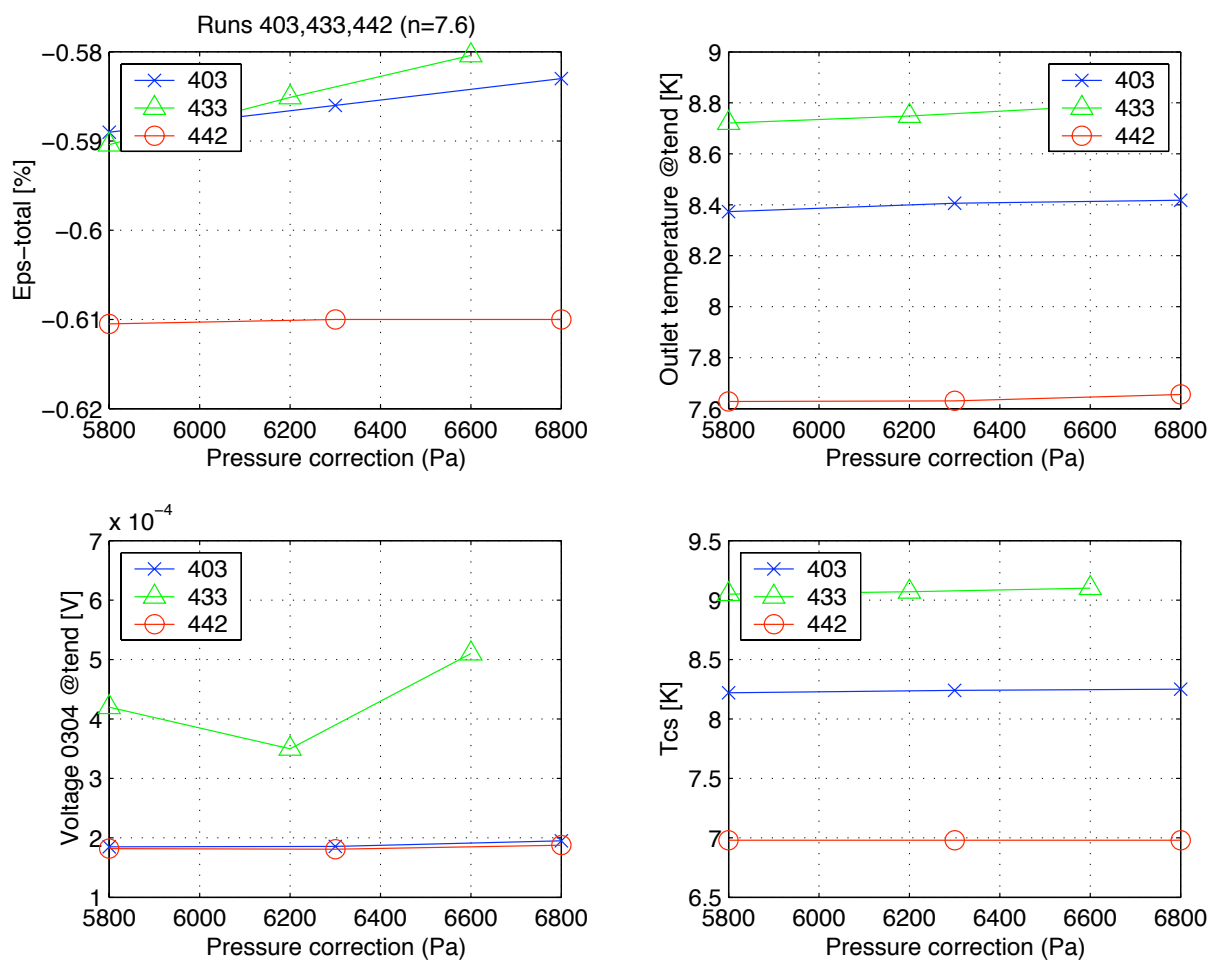 Runs 403,433,442 (n=7.6)
−0.58
−0.59
−0.6
−0.61
−0.62
Eps−total [%]
403
433
442
5800 6000 6200 6400 6600 6800
Pressure correction (Pa)
9
8.8
8.6
8.4
8.2
8
7.8
7.6
Outlet temperature @tend [K]
403
433
442
5800 6000 6200 6400 6600 6800
Pressure correction (Pa)
x 10−4
7
6
5
4
3
2
1
Voltage 0304 @tend [V]
403
433
442
5800 6000 6200 6400 6600 6800
Pressure correction (Pa)
9.5
9
8.5
8
7.5
7
6.5
Tcs [K]
403
433
442
5800 6000 6200 6400 6600 6800
Pressure correction (Pa)